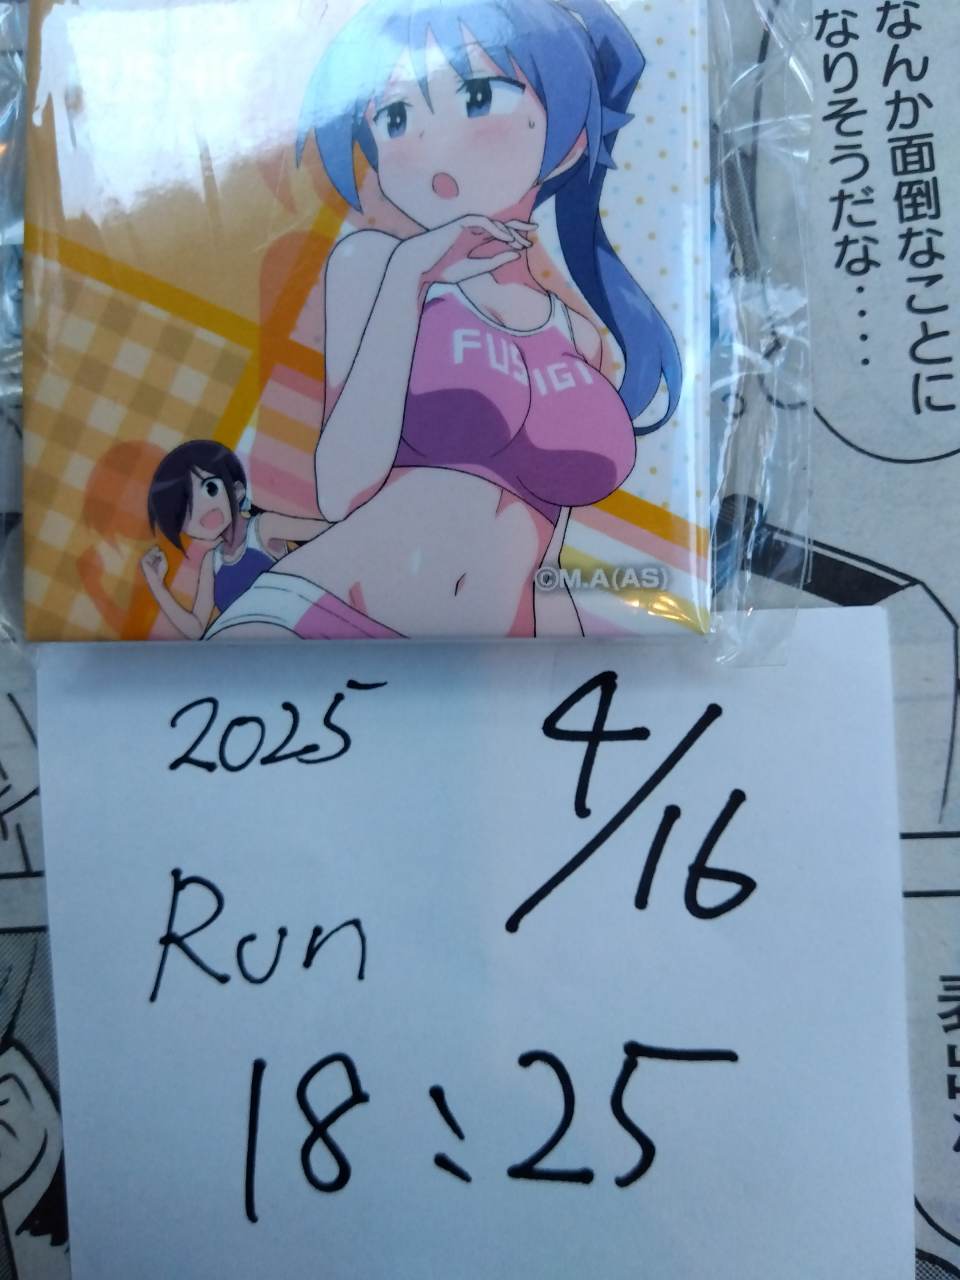 なんか面倒なことに
なりそうだな・・・・
FUSIGI
©M.A(AS)
2025
4/16
Run
18:25